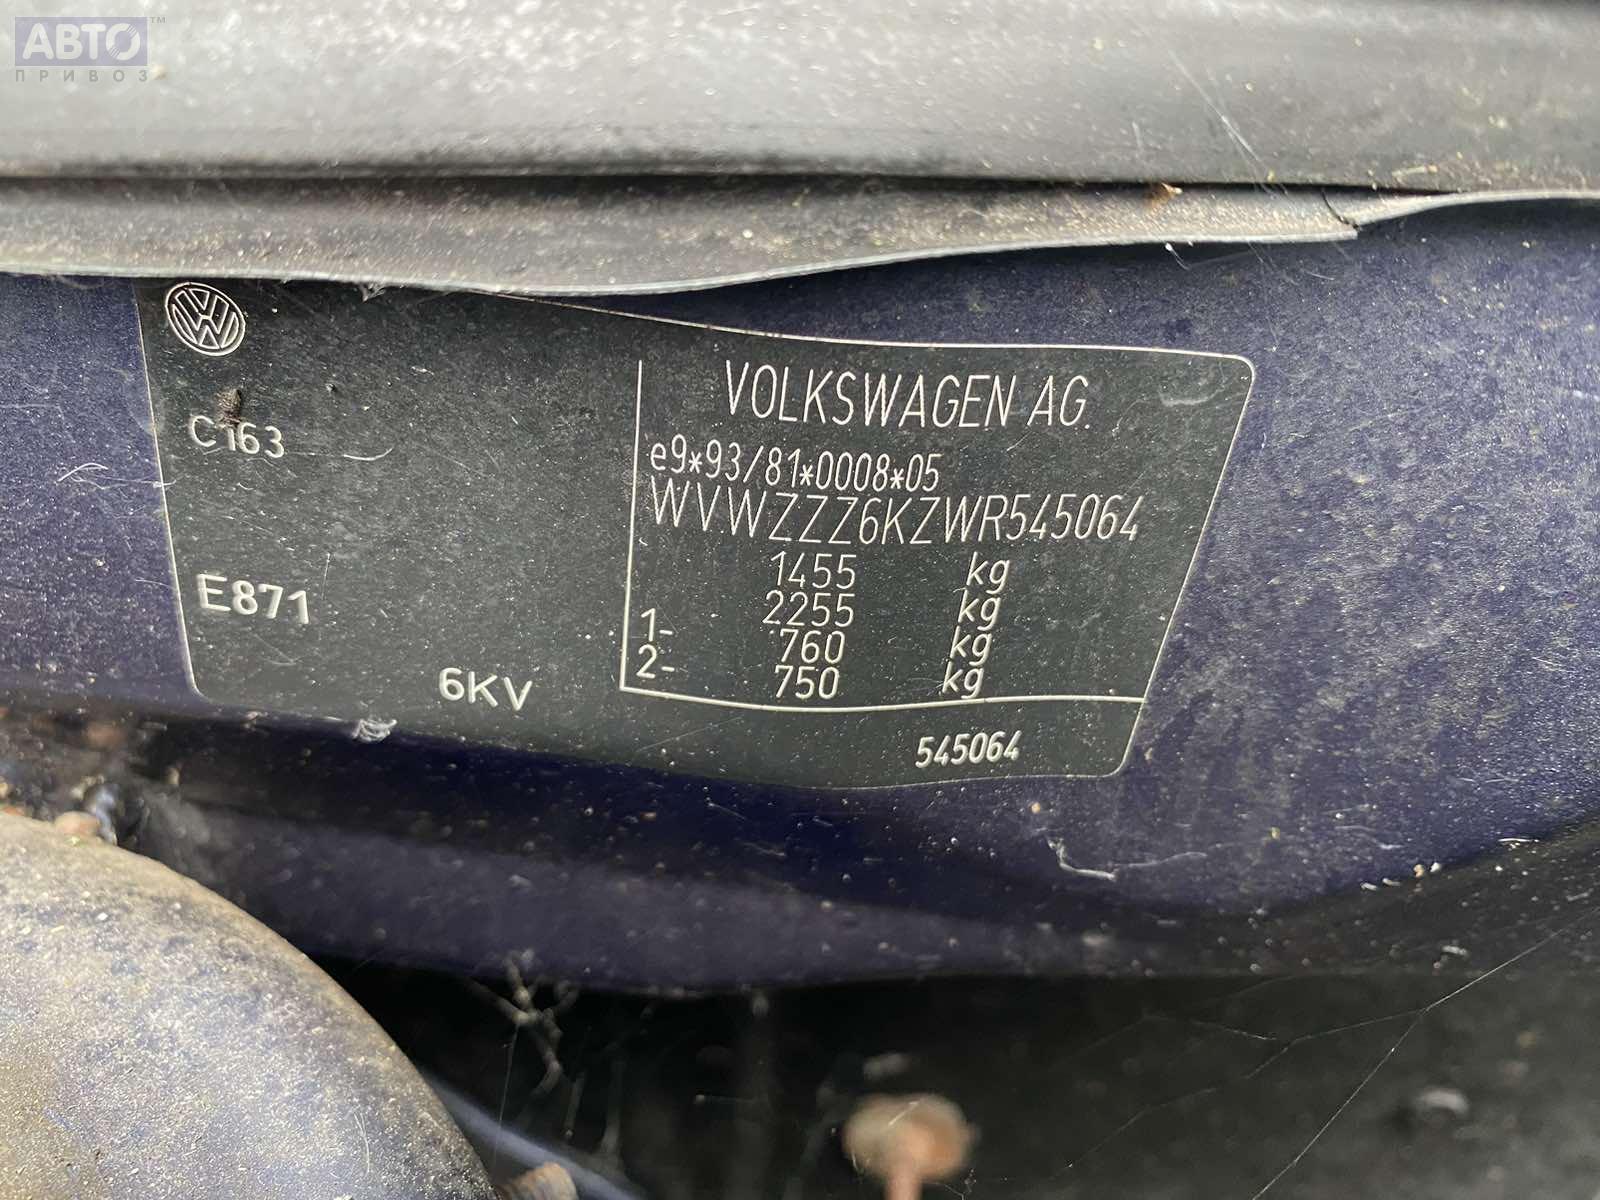 АВТО™
ПРИВОЗ
VOLKSWAGEN AG.
C163
e9*93/81*0008*05
WVWZZZ6KZWR545064
1455 kg
E871
2255 kg
1- 760 kg
2- 750 kg
6KV
545064